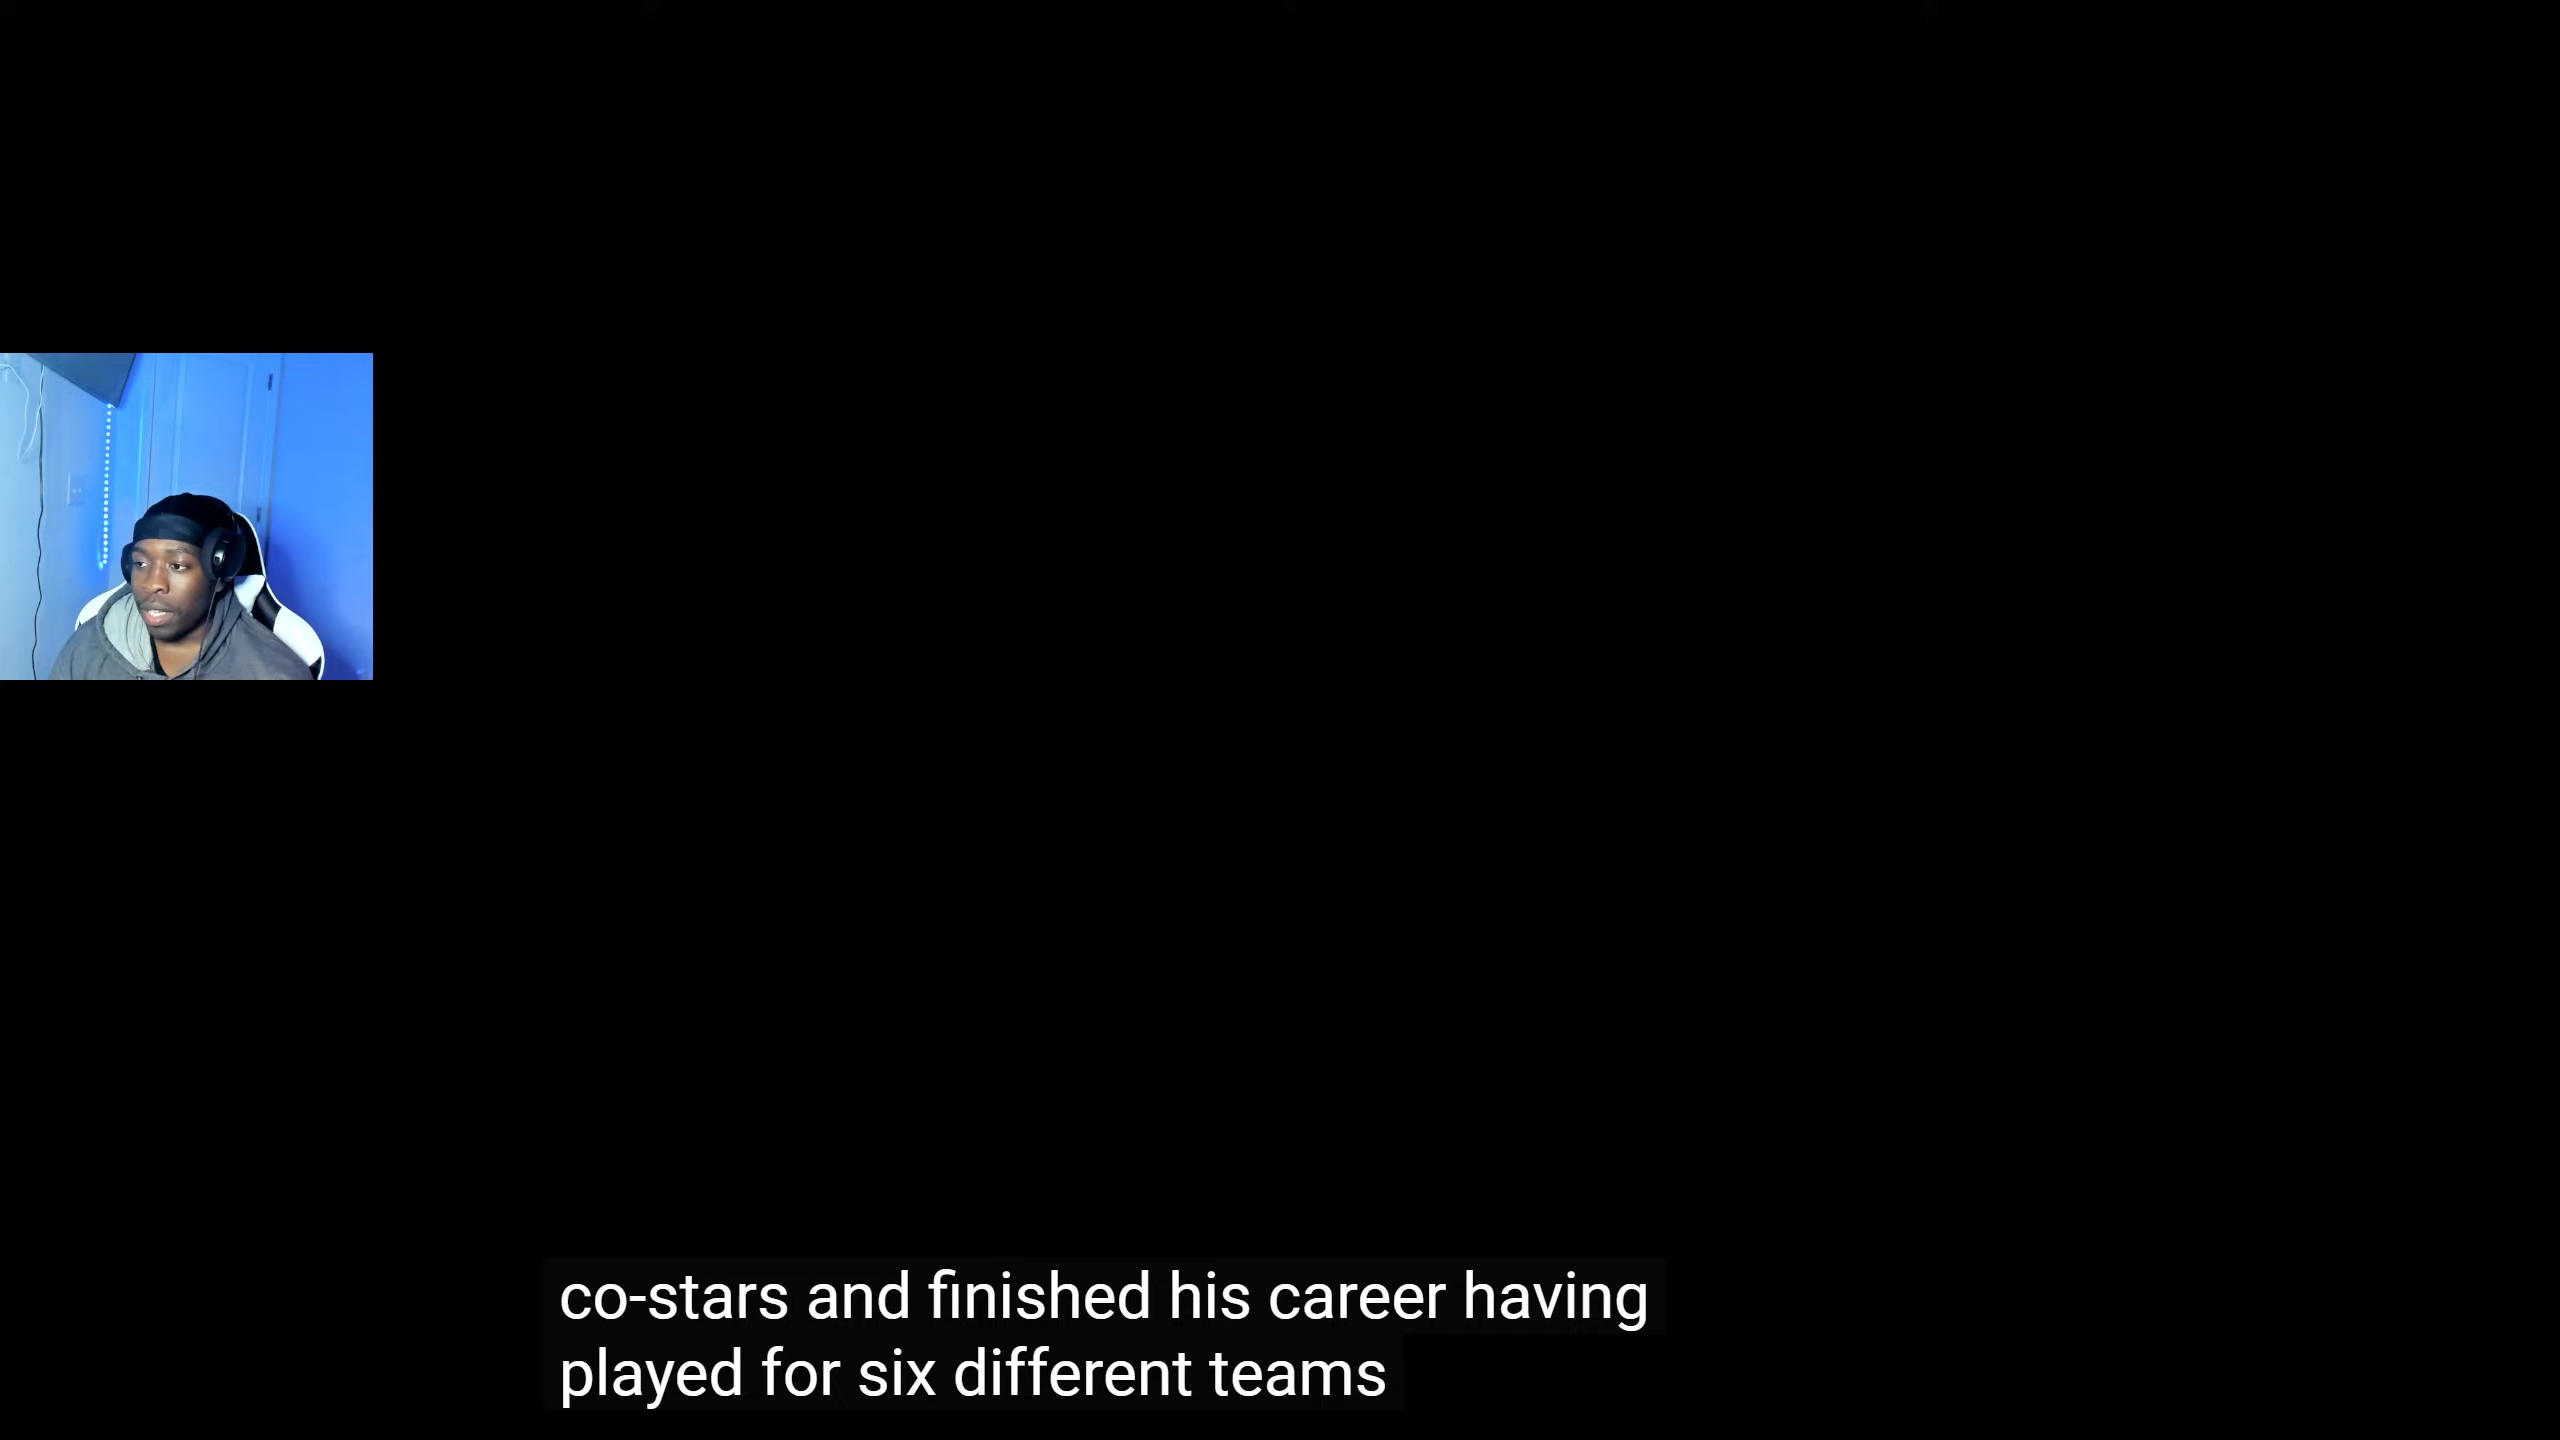 co-stars and finished his career having
played for six different teams